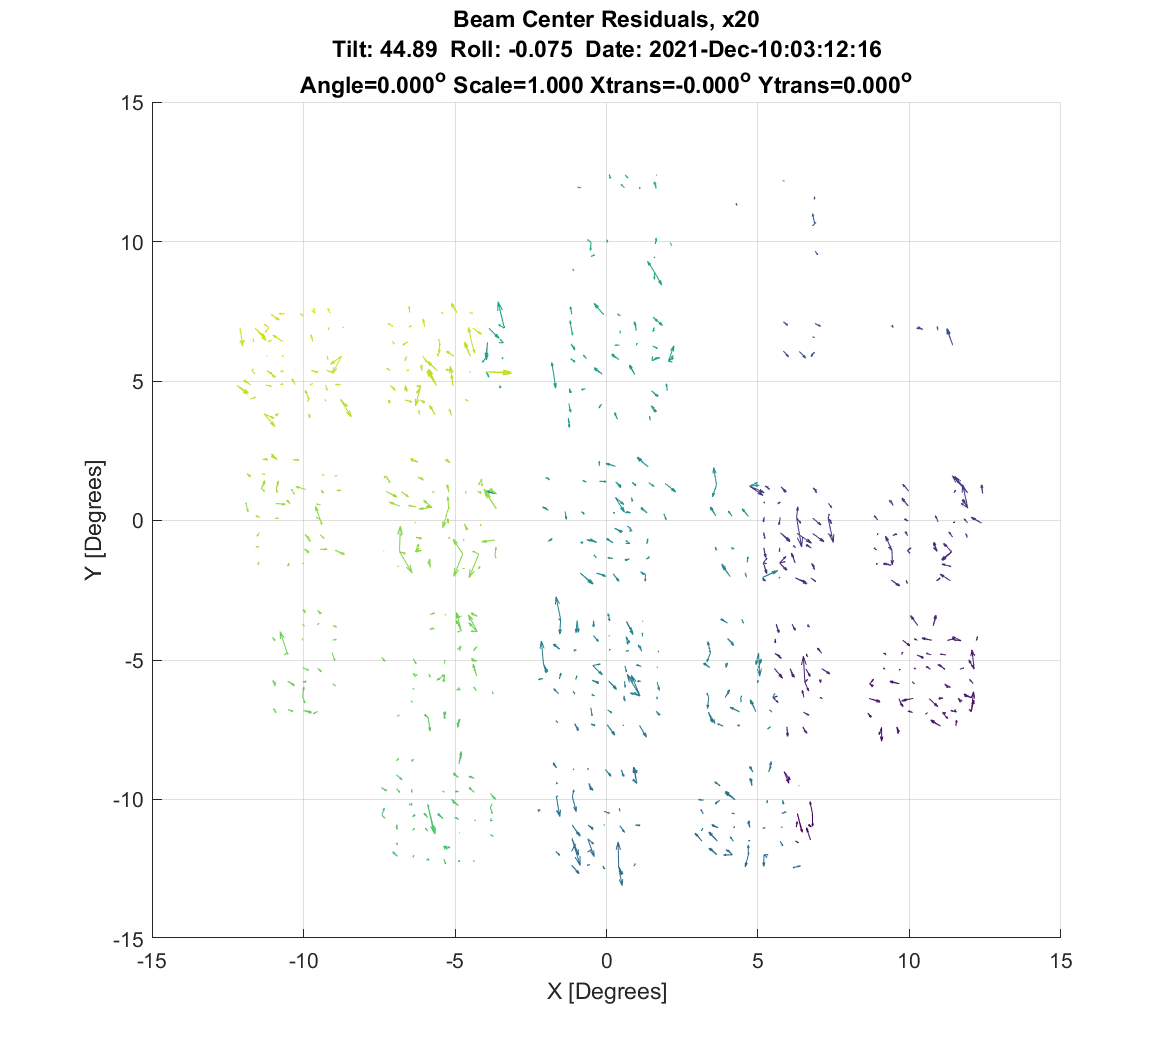 Beam Center Residuals, x20
Tilt: 44.89 Roll: -0.075 Date: 2021-Dec-10:03:12:16
Angle=0.000° Scale=1.000 Xtrans=-0.000° Ytrans=0.000°
15
10
5
0
-5
-10
-15
Y [Degrees]
-15 -10 -5 0 5 10 15
X [Degrees]